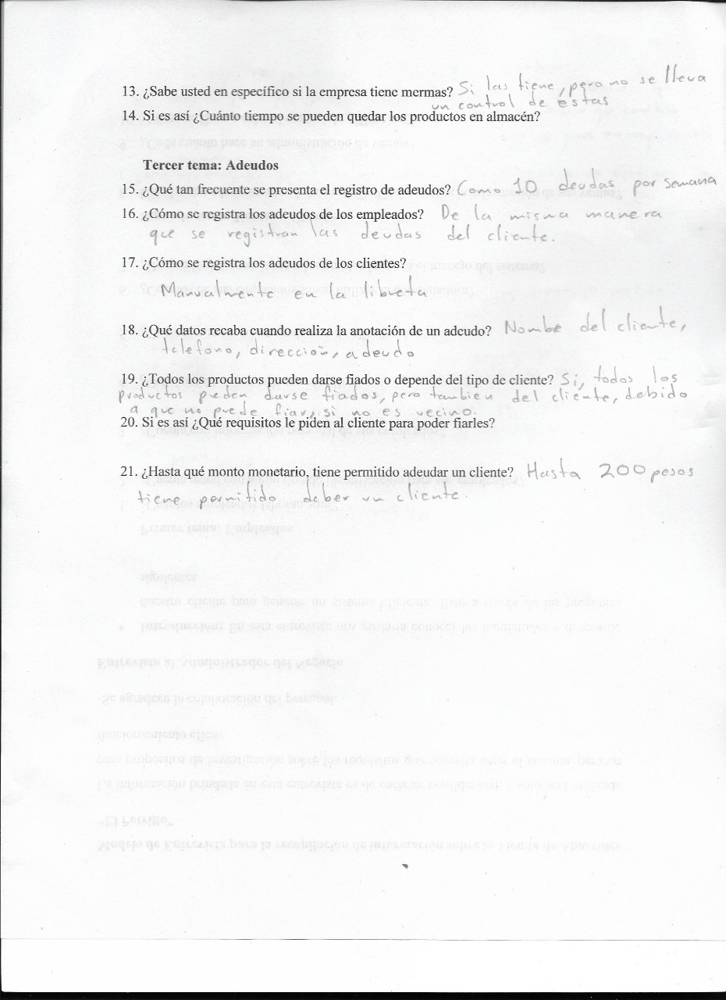 13. ¿Sabe usted en específico si la empresa tiene mermas? Si las tiene, pero no se lleva
un control de estas
14. Si es así ¿Cuánto tiempo se pueden quedar los productos en almacén?
Tercer tema: Adeudos
15. ¿Qué tan frecuente se presenta el registro de adeudos? Como 10 deudas por semana
16. ¿Cómo se registra los adeudos de los empleados? De la misma manera
que se registran las deudas del cliente.
17. ¿Cómo se registra los adeudos de los clientes?
Manualmente en la libreta
18. ¿Qué datos recaba cuando realiza la anotación de un adeudo? Nombre del cliente,
telefono, dirección, adeudo
19. ¿Todos los productos pueden darse fiados o depende del tipo de cliente? Si, todos los
productos pueden darse fiados, pero tambien del cliente, debido
a que no puede fiar, si no es vecino.
20. Si es así ¿Qué requisitos le piden al cliente para poder fiarles?
21. ¿Hasta qué monto monetario, tiene permitido adeudar un cliente? Hasta 200 pesos
tiene permitido deber un cliente.